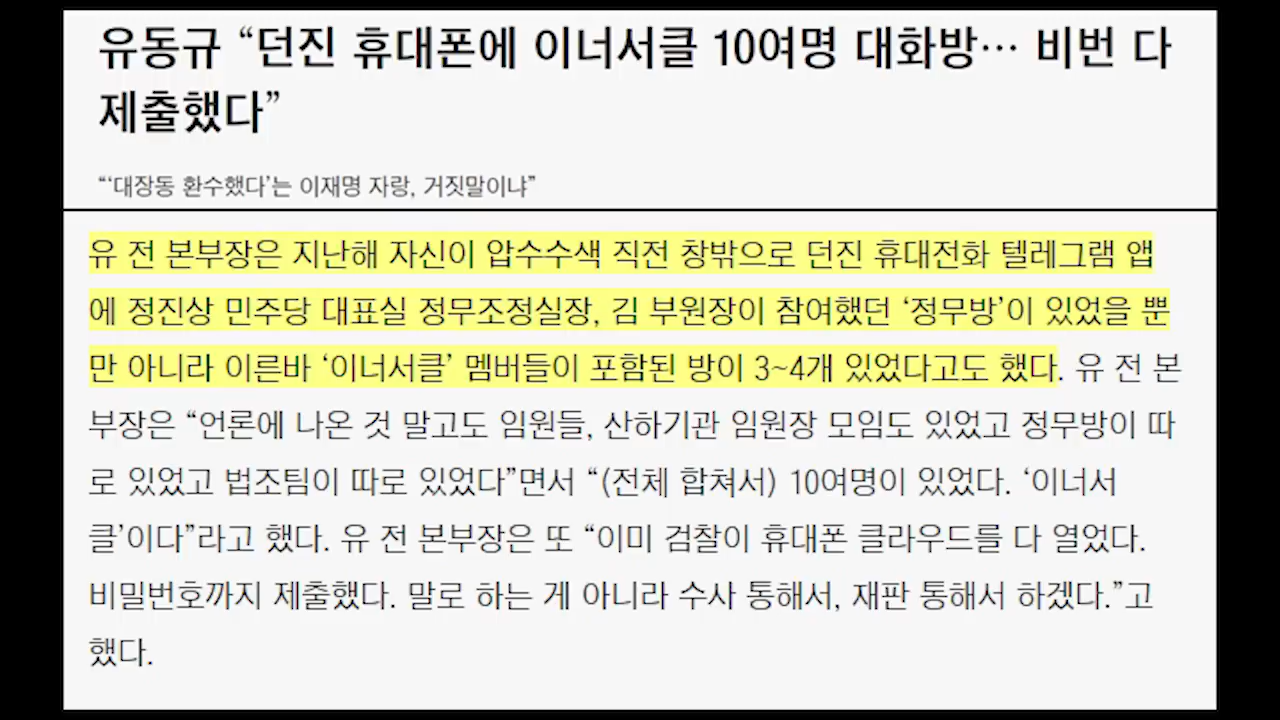 유동규 “던진 휴대폰에 이너서클 10여명 대화방… 비번 다
제출했다”
“‘대장동 환수했다’는 이재명 자랑, 거짓말이냐”
유 전 본부장은 지난해 자신이 압수수색 직전 창밖으로 던진 휴대전화 텔레그램 앱
에 정진상 민주당 대표실 정무조정실장, 김 부원장이 참여했던 ‘정무방’이 있었을 뿐
만 아니라 이른바 ‘이너서클’ 멤버들이 포함된 방이 3~4개 있었다고도 했다. 유 전 본
부장은 “언론에 나온 것 말고도 임원들, 산하기관 임원장 모임도 있었고 정무방이 따
로 있었고 법조팀이 따로 있었다”면서 “(전체 합쳐서) 10여명이 있었다. ‘이너서
클’이다”라고 했다. 유 전 본부장은 또 “이미 검찰이 휴대폰 클라우드를 다 열었다.
비밀번호까지 제출했다. 말로 하는 게 아니라 수사 통해서, 재판 통해서 하겠다.”고
했다.